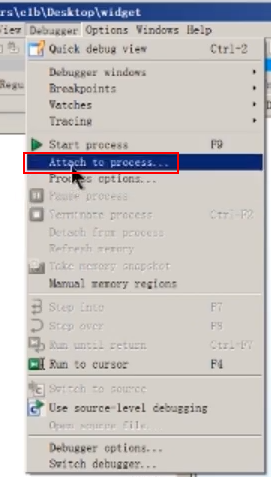 rs\elb\Desktop\widget
View Debugger Options Windows Help
Quick debug view Ctrl-2
Debugger windows
Breakpoints
Watches
Tracing
Start process F9
Attach to process...
Process options...
Pause process
Terminate process Ctrl-F2
Detach from process
Refresh memory
Take memory snapshot
Manual memory regions
Step into F7
Step over F8
Run until return Ctrl-F7
Run to cursor F4
Switch to source
Use source-level debugging
Open source file...
Debugger options...
Switch debugger...